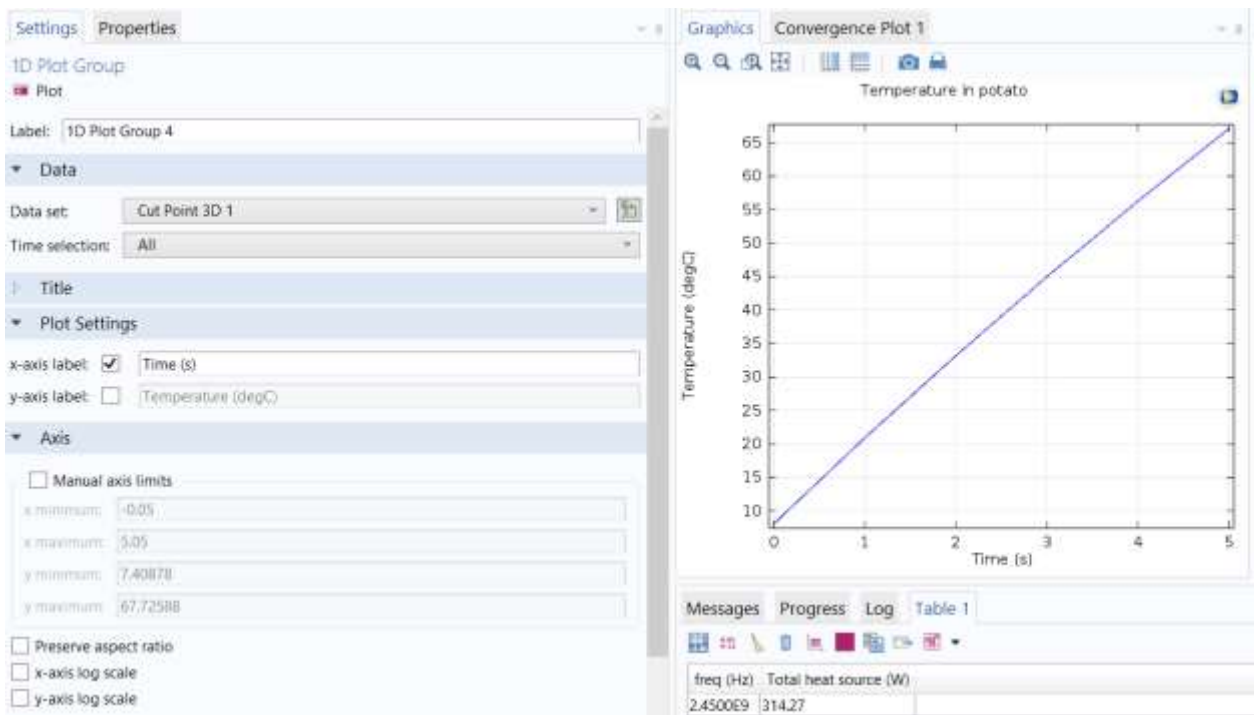 Settings Properties
1D Plot Group
Plot
Label: 1D Plot Group 4
Data
Data set: Cut Point 3D 1
Time selection: All
Title
Plot Settings
x-axis label: Time (s)
y-axis label: Temperature (degC)
Axis
Manual axis limits
x minimum: -0.05
x maximum: 5.05
y minimum: 7.40878
y maximum: 67.72588
Preserve aspect ratio
x-axis log scale
y-axis log scale
Graphics Convergence Plot 1
Temperature in potato
Temperature (degC)
65
60
55
50
45
40
35
30
25
20
15
10
0 1 2 3 4 5
Time (s)
Messages Progress Log Table 1
freq (Hz) Total heat source (W)
2.4500E9 314.27